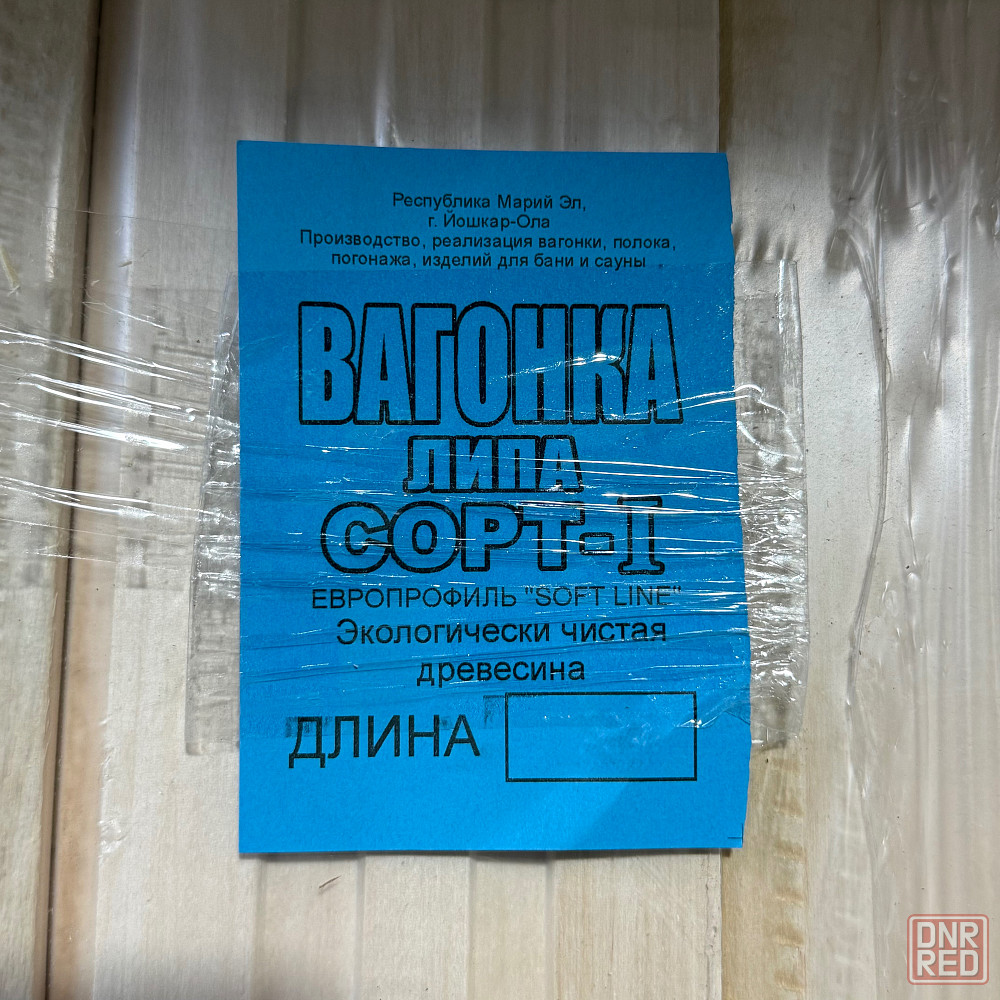 Республика Марий Эл,
г. Йошкар-Ола
Производство, реализация вагонки, полока,
погонажа, изделий для бани и сауны
ВАГОНКА
ЛИПА
СОРТ-I
ЕВРОПРОФИЛЬ "SOFT LINE"
Экологически чистая
древесина
ДЛИНА
DNR
RED